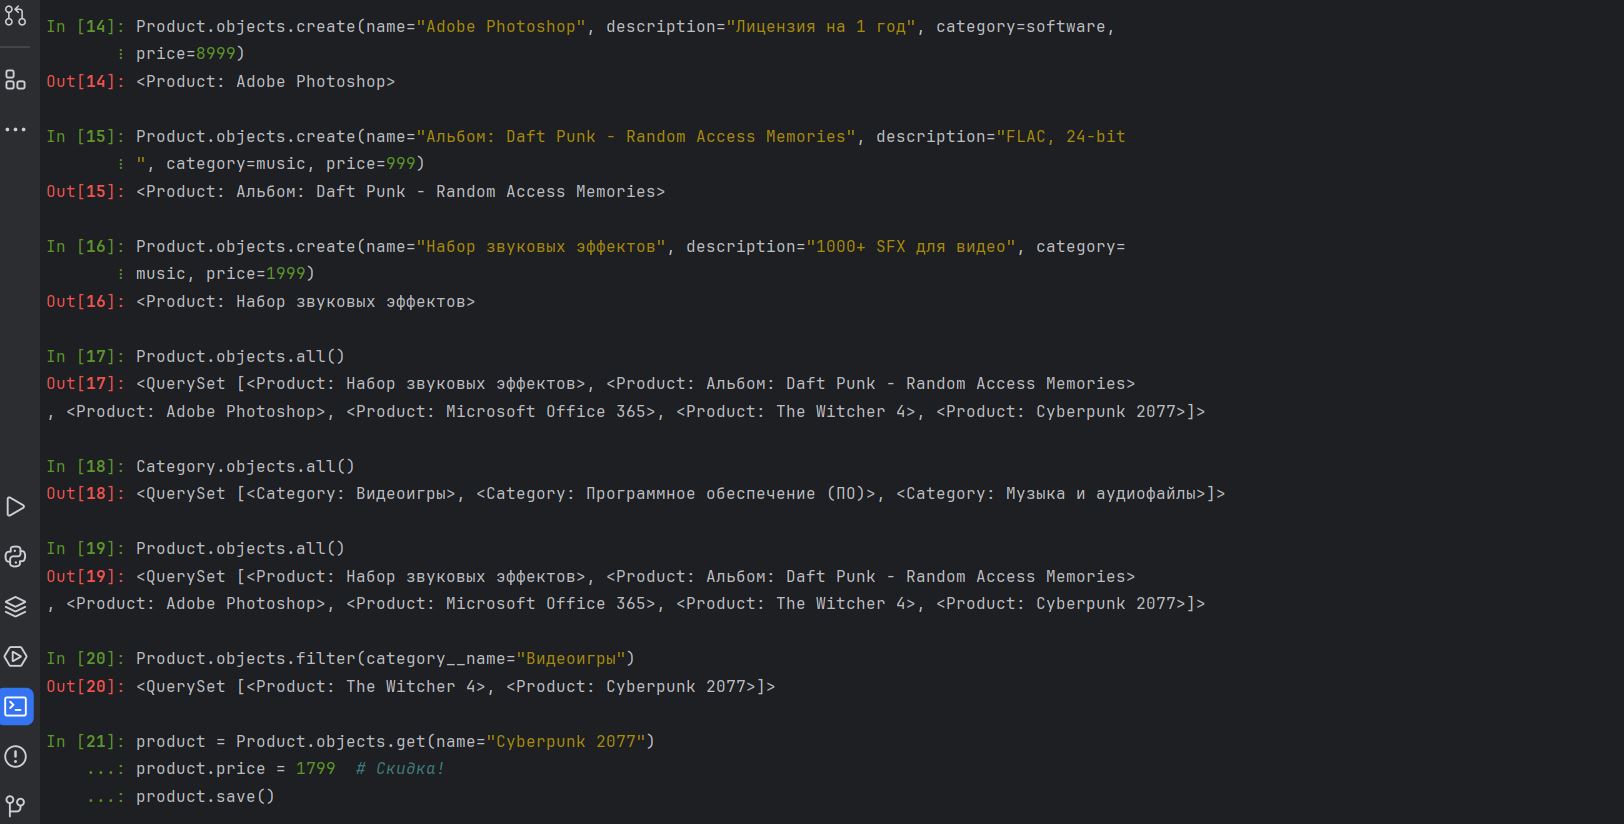 In [14]: Product.objects.create(name="Adobe Photoshop", description="Лицензия на 1 год", category=software,
⋮ price=8999)
Out[14]: <Product: Adobe Photoshop>
In [15]: Product.objects.create(name="Альбом: Daft Punk - Random Access Memories", description="FLAC, 24-bit
⋮ ", category=music, price=999)
Out[15]: <Product: Альбом: Daft Punk - Random Access Memories>
In [16]: Product.objects.create(name="Набор звуковых эффектов", description="1000+ SFX для видео", category=
⋮ music, price=1999)
Out[16]: <Product: Набор звуковых эффектов>
In [17]: Product.objects.all()
Out[17]: <QuerySet [<Product: Набор звуковых эффектов>, <Product: Альбом: Daft Punk - Random Access Memories>
, <Product: Adobe Photoshop>, <Product: Microsoft Office 365>, <Product: The Witcher 4>, <Product: Cyberpunk 2077>]>
In [18]: Category.objects.all()
Out[18]: <QuerySet [<Category: Видеоигры>, <Category: Программное обеспечение (ПО)>, <Category: Музыка и аудиофайлы>]>
In [19]: Product.objects.all()
Out[19]: <QuerySet [<Product: Набор звуковых эффектов>, <Product: Альбом: Daft Punk - Random Access Memories>
, <Product: Adobe Photoshop>, <Product: Microsoft Office 365>, <Product: The Witcher 4>, <Product: Cyberpunk 2077>]>
In [20]: Product.objects.filter(category__name="Видеоигры")
Out[20]: <QuerySet [<Product: The Witcher 4>, <Product: Cyberpunk 2077>]>
In [21]: product = Product.objects.get(name="Cyberpunk 2077")
...: product.price = 1799  # Скидка!
...: product.save()